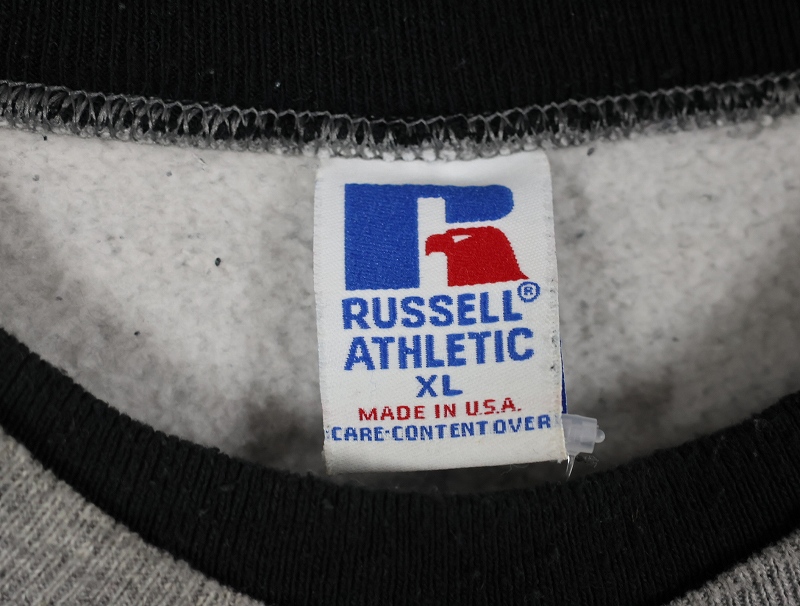 RUSSELL®
ATHLETIC
XL
MADE IN U.S.A.
CARE·CONTENT OVER